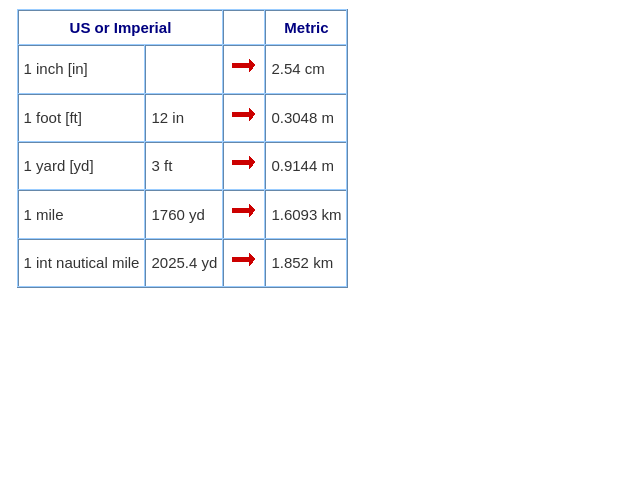 US or Imperial Metric
1 inch [in] 2.54 cm
1 foot [ft] 12 in 0.3048 m
1 yard [yd] 3 ft 0.9144 m
1 mile 1760 yd 1.6093 km
1 int nautical mile 2025.4 yd 1.852 km